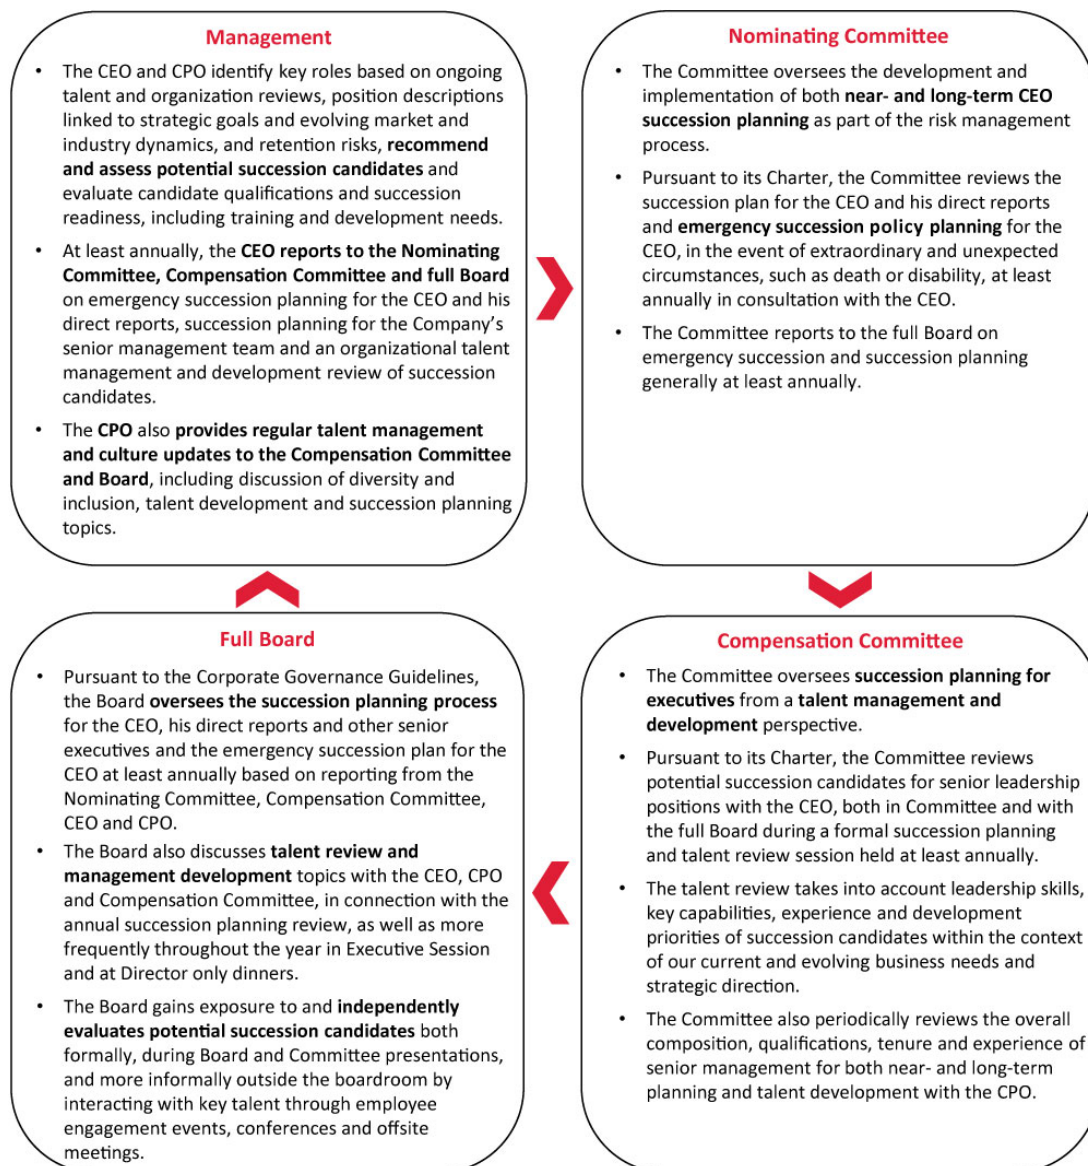 Management
• The CEO and CPO identify key roles based on ongoing
talent and organization reviews, position descriptions
linked to strategic goals and evolving market and
industry dynamics, and retention risks, recommend
and assess potential succession candidates and
evaluate candidate qualifications and succession
readiness, including training and development needs.
• At least annually, the CEO reports to the Nominating
Committee, Compensation Committee and full Board
on emergency succession planning for the CEO and his
direct reports, succession planning for the Company’s
senior management team and an organizational talent
management and development review of succession
candidates.
• The CPO also provides regular talent management
and culture updates to the Compensation Committee
and Board, including discussion of diversity and
inclusion, talent development and succession planning
topics.
Nominating Committee
• The Committee oversees the development and
implementation of both near- and long-term CEO
succession planning as part of the risk management
process.
• Pursuant to its Charter, the Committee reviews the
succession plan for the CEO and his direct reports
and emergency succession policy planning for the
CEO, in the event of extraordinary and unexpected
circumstances, such as death or disability, at least
annually in consultation with the CEO.
• The Committee reports to the full Board on
emergency succession and succession planning
generally at least annually.
Full Board
• Pursuant to the Corporate Governance Guidelines,
the Board oversees the succession planning process
for the CEO, his direct reports and other senior
executives and the emergency succession plan for the
CEO at least annually based on reporting from the
Nominating Committee, Compensation Committee,
CEO and CPO.
• The Board also discusses talent review and
management development topics with the CEO, CPO
and Compensation Committee, in connection with the
annual succession planning review, as well as more
frequently throughout the year in Executive Session
and at Director only dinners.
• The Board gains exposure to and independently
evaluates potential succession candidates both
formally, during Board and Committee presentations,
and more informally outside the boardroom by
interacting with key talent through employee
engagement events, conferences and offsite
meetings.
Compensation Committee
• The Committee oversees succession planning for
executives from a talent management and
development perspective.
• Pursuant to its Charter, the Committee reviews
potential succession candidates for senior leadership
positions with the CEO, both in Committee and with
the full Board during a formal succession planning
and talent review session held at least annually.
• The talent review takes into account leadership skills,
key capabilities, experience and development
priorities of succession candidates within the context
of our current and evolving business needs and
strategic direction.
• The Committee also periodically reviews the overall
composition, qualifications, tenure and experience of
senior management for both near- and long-term
planning and talent development with the CPO.